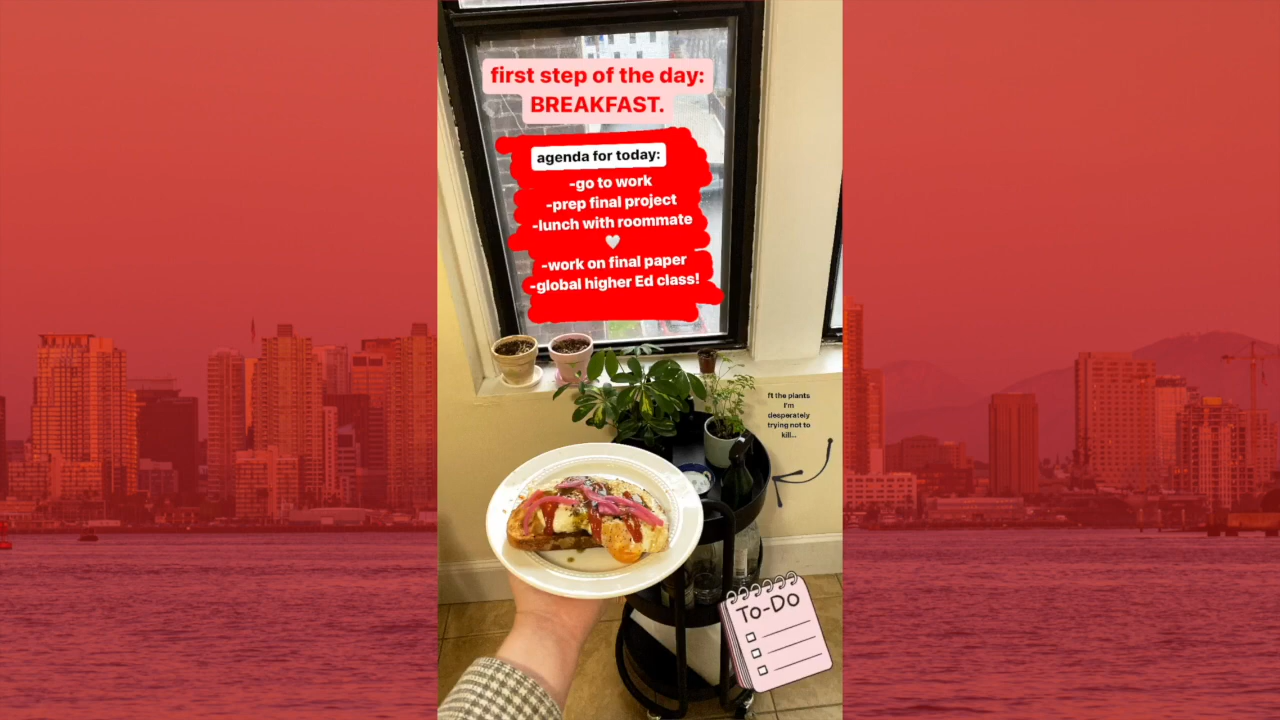 first step of the day:
BREAKFAST.
agenda for today:
-go to work
-prep final project
-lunch with roommate
🤍
-work on final paper
-global higher Ed class!
ft the plants
I'm
desperately
trying not to
kill...
To-Do